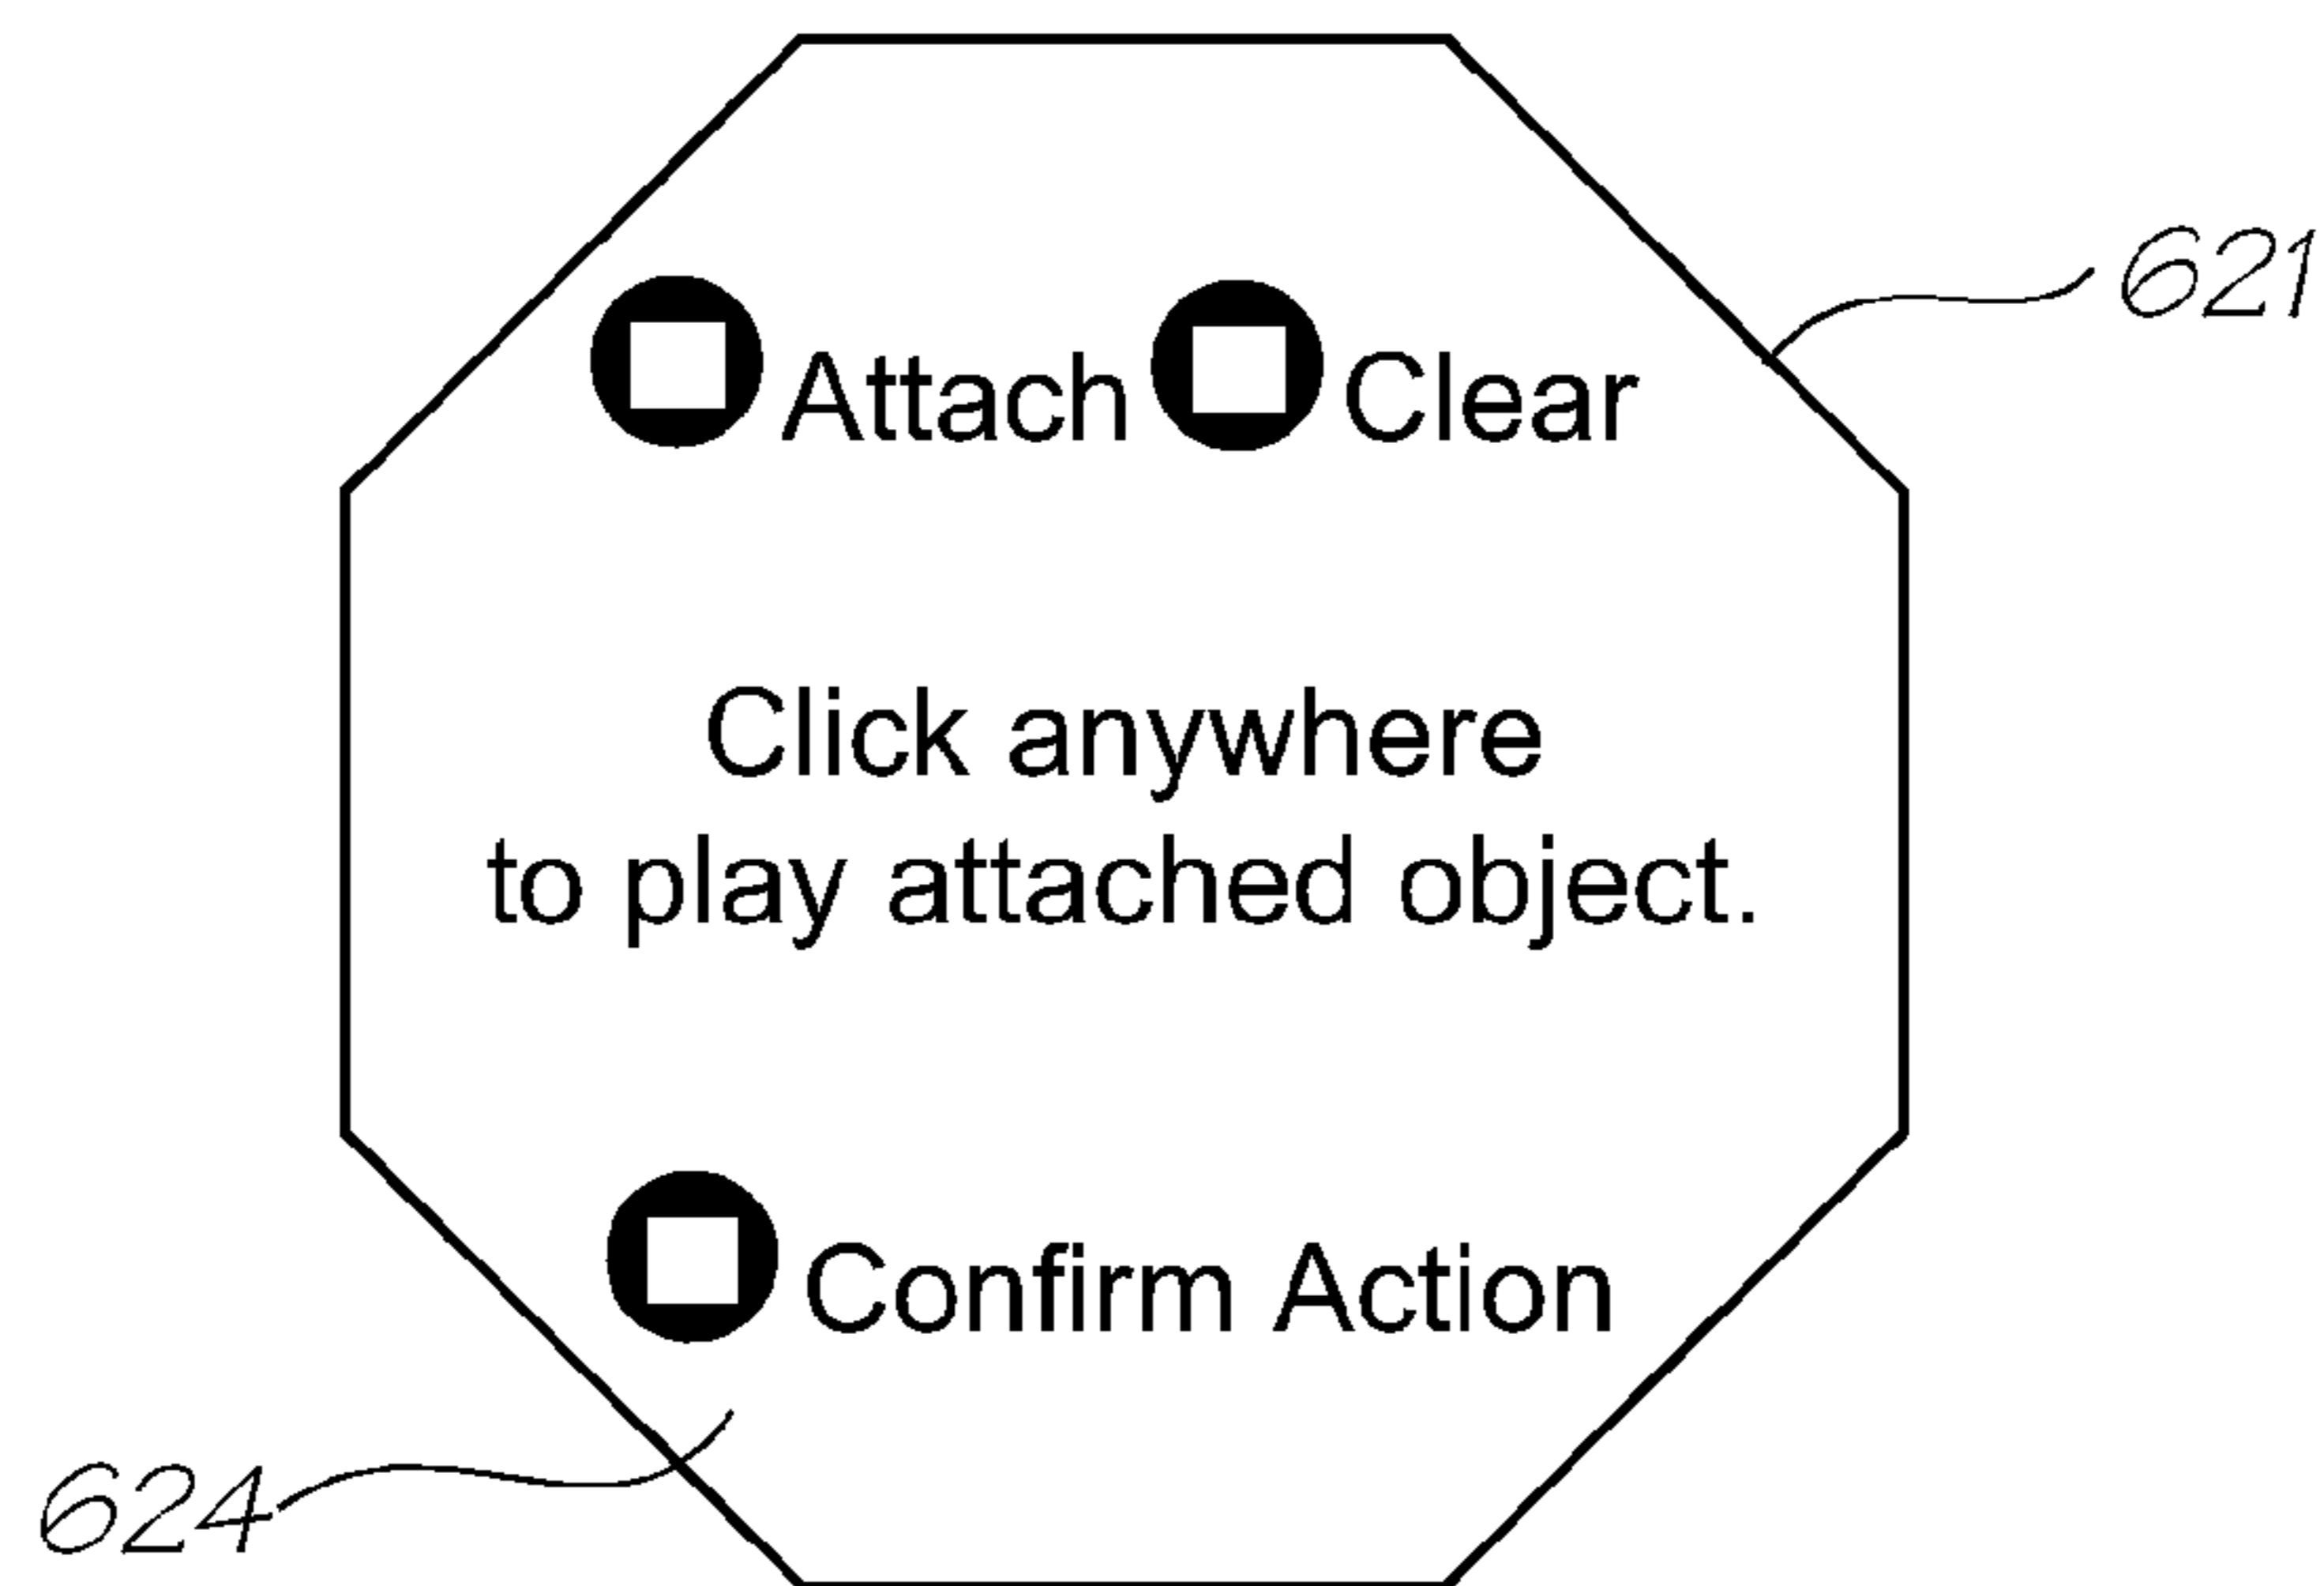 621
Attach Clear
Click anywhere
to play attached object.
Confirm Action
624